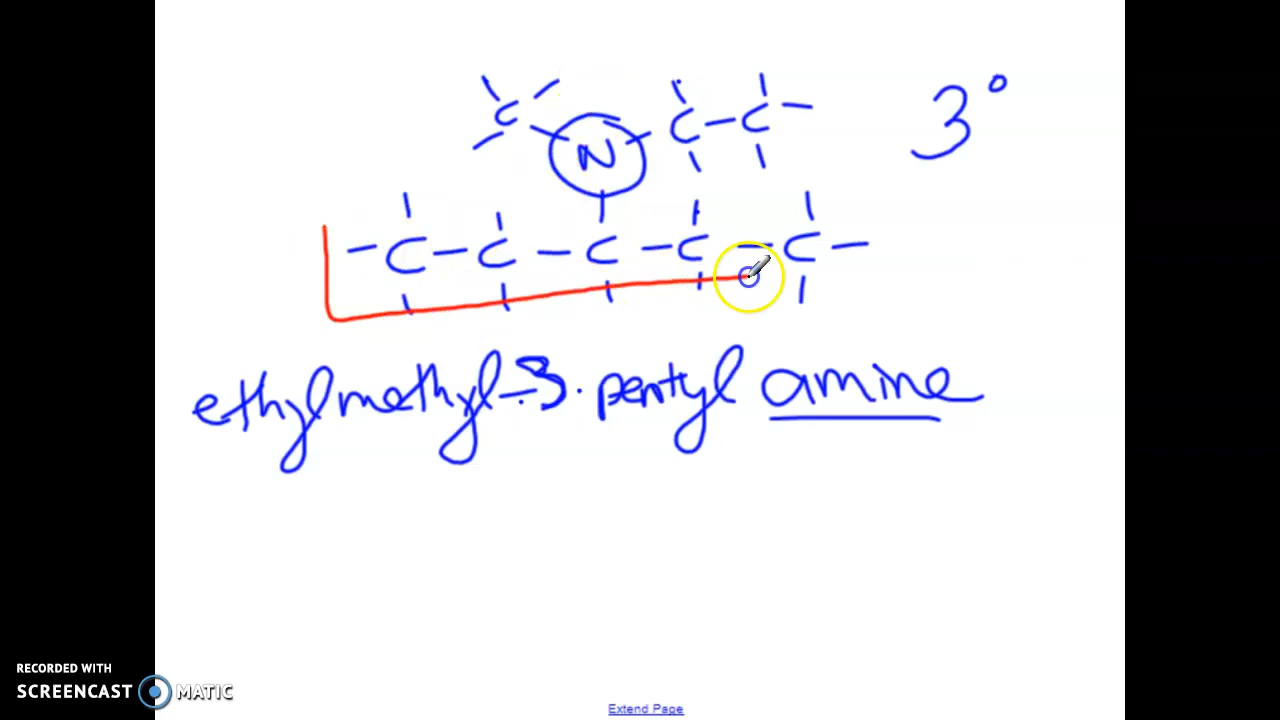 C N C C 3°
C C C C C
ethylmethyl-3-pentyl amine
RECORDED WITH
SCREENCAST MATIC
Extend Page